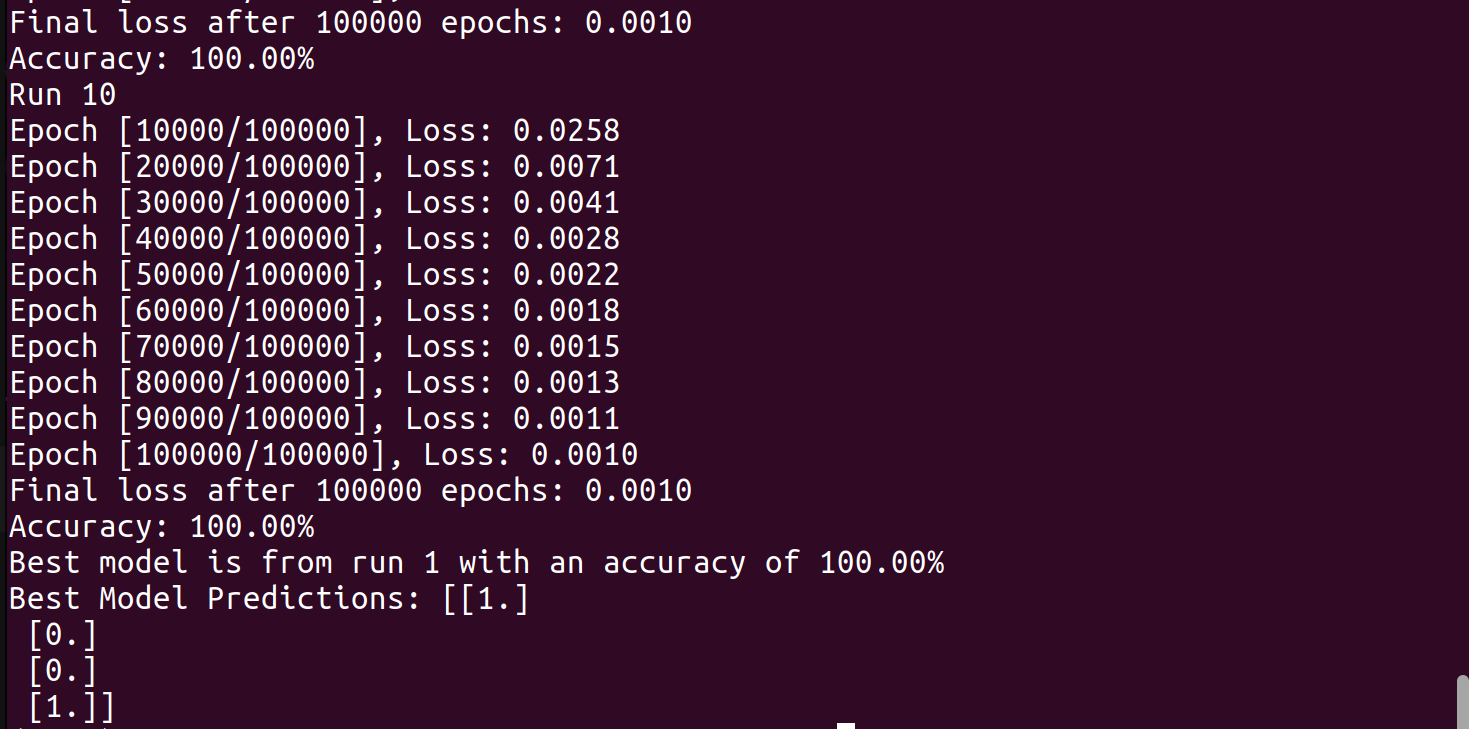 Final loss after 100000 epochs: 0.0010
Accuracy: 100.00%
Run 10
Epoch [10000/100000], Loss: 0.0258
Epoch [20000/100000], Loss: 0.0071
Epoch [30000/100000], Loss: 0.0041
Epoch [40000/100000], Loss: 0.0028
Epoch [50000/100000], Loss: 0.0022
Epoch [60000/100000], Loss: 0.0018
Epoch [70000/100000], Loss: 0.0015
Epoch [80000/100000], Loss: 0.0013
Epoch [90000/100000], Loss: 0.0011
Epoch [100000/100000], Loss: 0.0010
Final loss after 100000 epochs: 0.0010
Accuracy: 100.00%
Best model is from run 1 with an accuracy of 100.00%
Best Model Predictions: [[1.]
 [0.]
 [0.]
 [1.]]